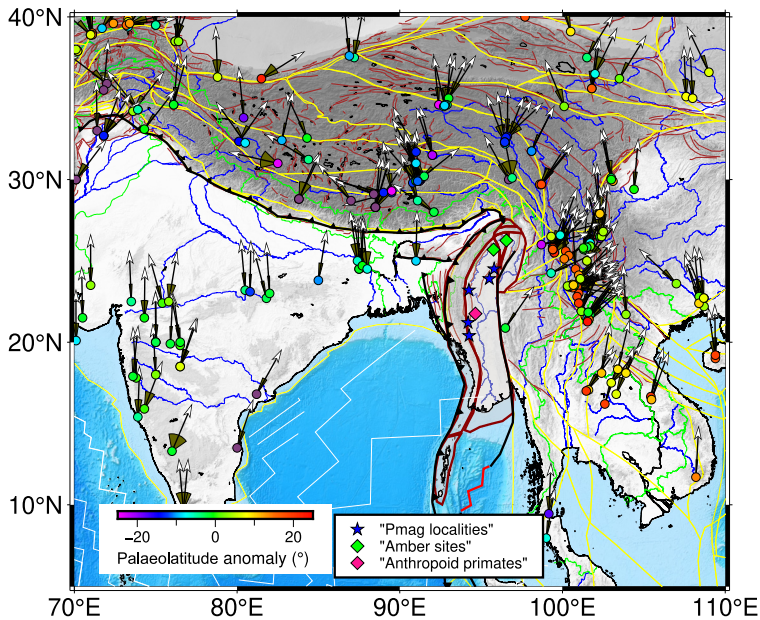 40°N
30°N
20°N
10°N
"Pmag localities"
"Amber sites"
"Anthropoid primates"
−20 0 20
Palaeolatitude anomaly (°)
70°E 80°E 90°E 100°E 110°E